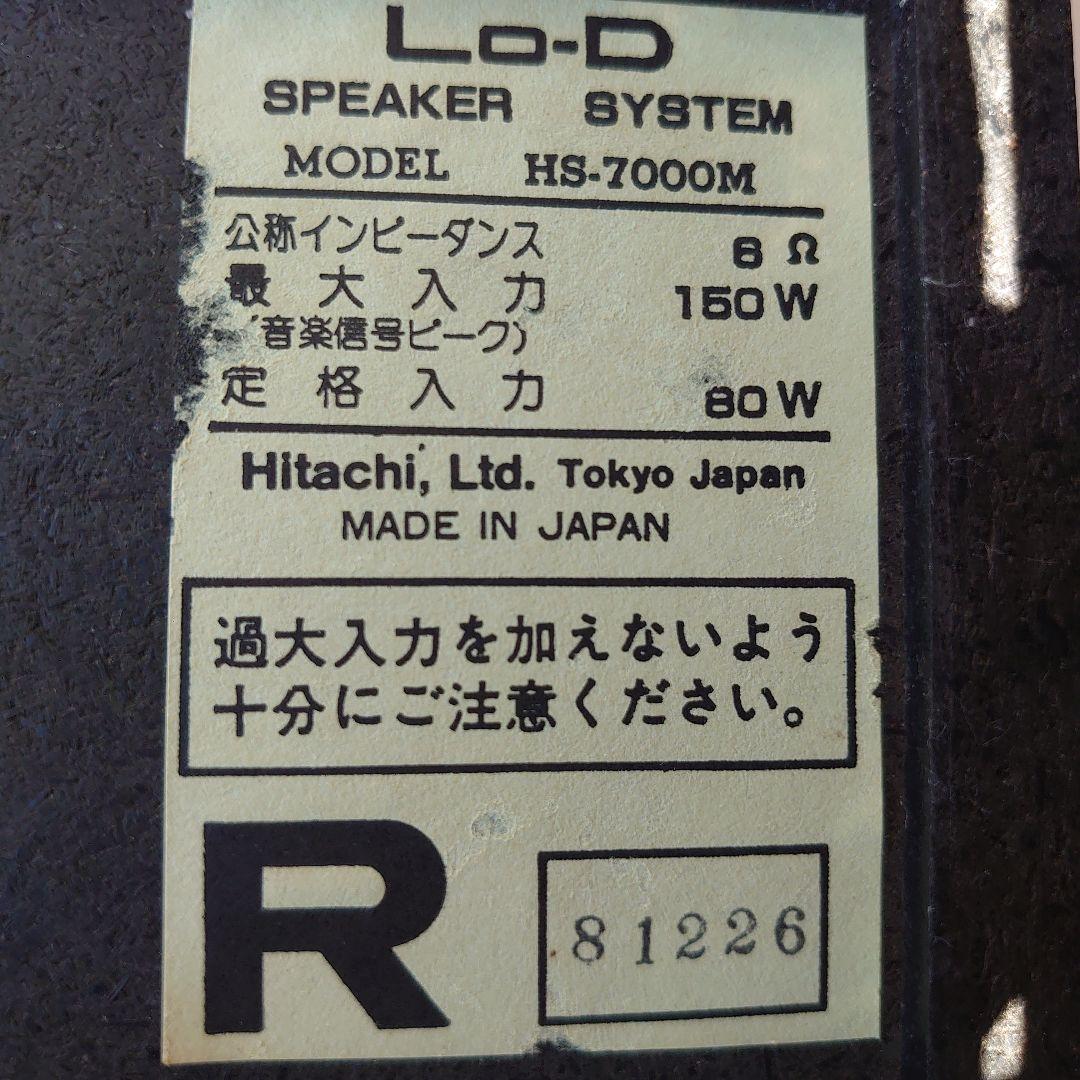 Lo-D
SPEAKER SYSTEM
MODEL HS-7000M
公称インピーダンス 6 Ω
最大入力 150 W
(音楽信号ピーク)
定格入力 80 W
Hitachi, Ltd. Tokyo Japan
MADE IN JAPAN
過大入力を加えないよう
十分にご注意ください。
R
81226